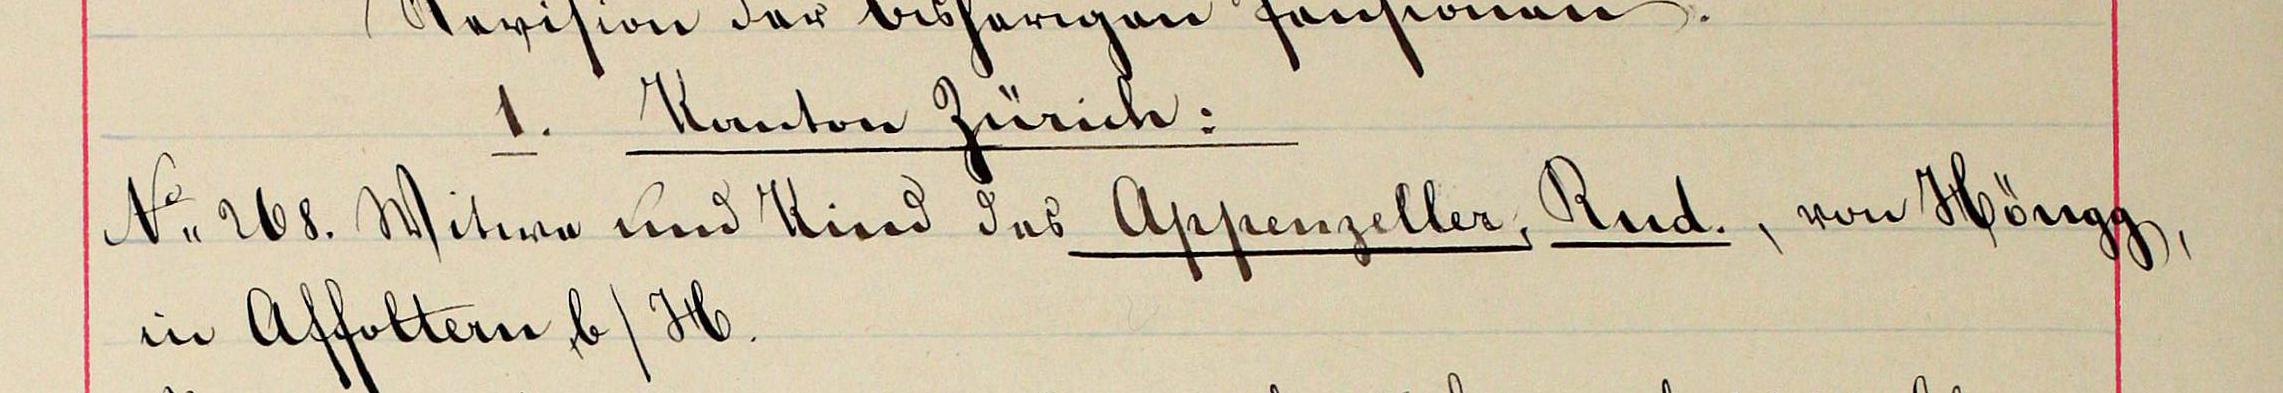 Revision der bisherigen Pensionen.
1. Kanton Zürich:
No. 268. Witwe und Kind des Appenzeller, Rud., von Höngg,
in Affoltern b/H.